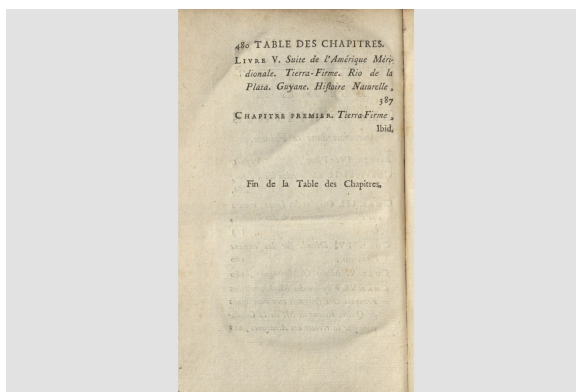 480 TABLE DES CHAPITRES.
LIVRE V. Suite de l'Amérique Méri-
dionale. Tierra-Firme. Rio de la
Plata. Guyane. Histoire Naturelle,
387
CHAPITRE PREMIER. Tierra-Firme,
Ibid.
Fin de la Table des Chapitres.